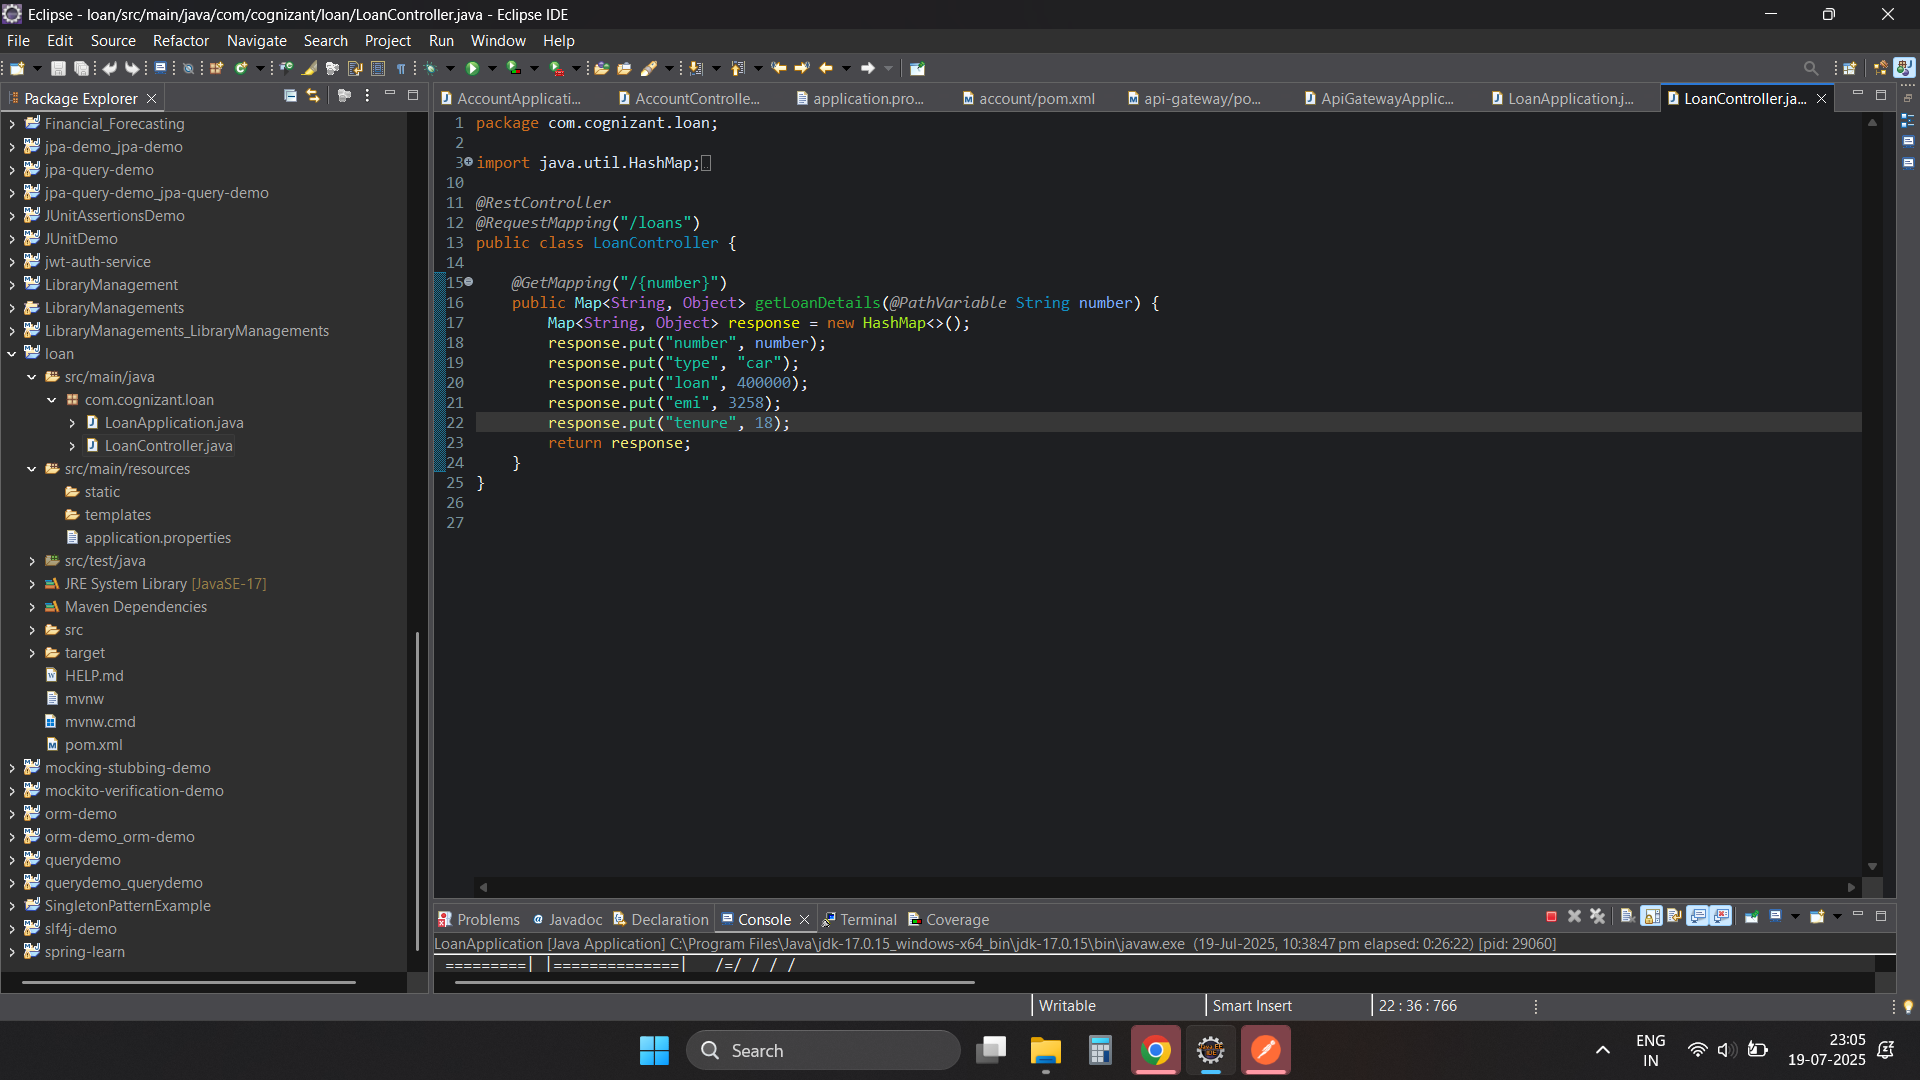 Eclipse - loan/src/main/java/com/cognizant/loan/LoanController.java - Eclipse IDE
File Edit Source Refactor Navigate Search Project Run Window Help
Package Explorer
Financial_Forecasting
jpa-demo_jpa-demo
jpa-query-demo
jpa-query-demo_jpa-query-demo
JUnitAssertionsDemo
JUnitDemo
jwt-auth-service
LibraryManagement
LibraryManagements
LibraryManagements_LibraryManagements
loan
src/main/java
com.cognizant.loan
LoanApplication.java
LoanController.java
src/main/resources
static
templates
application.properties
src/test/java
JRE System Library [JavaSE-17]
Maven Dependencies
src
target
HELP.md
mvnw
mvnw.cmd
pom.xml
mocking-stubbing-demo
mockito-verification-demo
orm-demo
orm-demo_orm-demo
querydemo
querydemo_querydemo
SingletonPatternExample
slf4j-demo
spring-learn
AccountApplicati... AccountControlle... application.pro... account/pom.xml api-gateway/po... ApiGatewayApplic... LoanApplication.j... LoanController.ja...
1 package com.cognizant.loan;
2
3 import java.util.HashMap;
10
11 @RestController
12 @RequestMapping("/loans")
13 public class LoanController {
14
15 @GetMapping("/{number}")
16 public Map<String, Object> getLoanDetails(@PathVariable String number) {
17 Map<String, Object> response = new HashMap<>();
18 response.put("number", number);
19 response.put("type", "car");
20 response.put("loan", 400000);
21 response.put("emi", 3258);
22 response.put("tenure", 18);
23 return response;
24 }
25 }
26
27
Problems Javadoc Declaration Console Terminal Coverage
LoanApplication [Java Application] C:\Program Files\Java\jdk-17.0.15_windows-x64_bin\jdk-17.0.15\bin\javaw.exe (19-Jul-2025, 10:38:47 pm elapsed: 0:26:22) [pid: 29060]
=========|_|==============|___/=/_/_/_/
Writable Smart Insert 22 : 36 : 766
Search
ENG
IN
23:05
19-07-2025